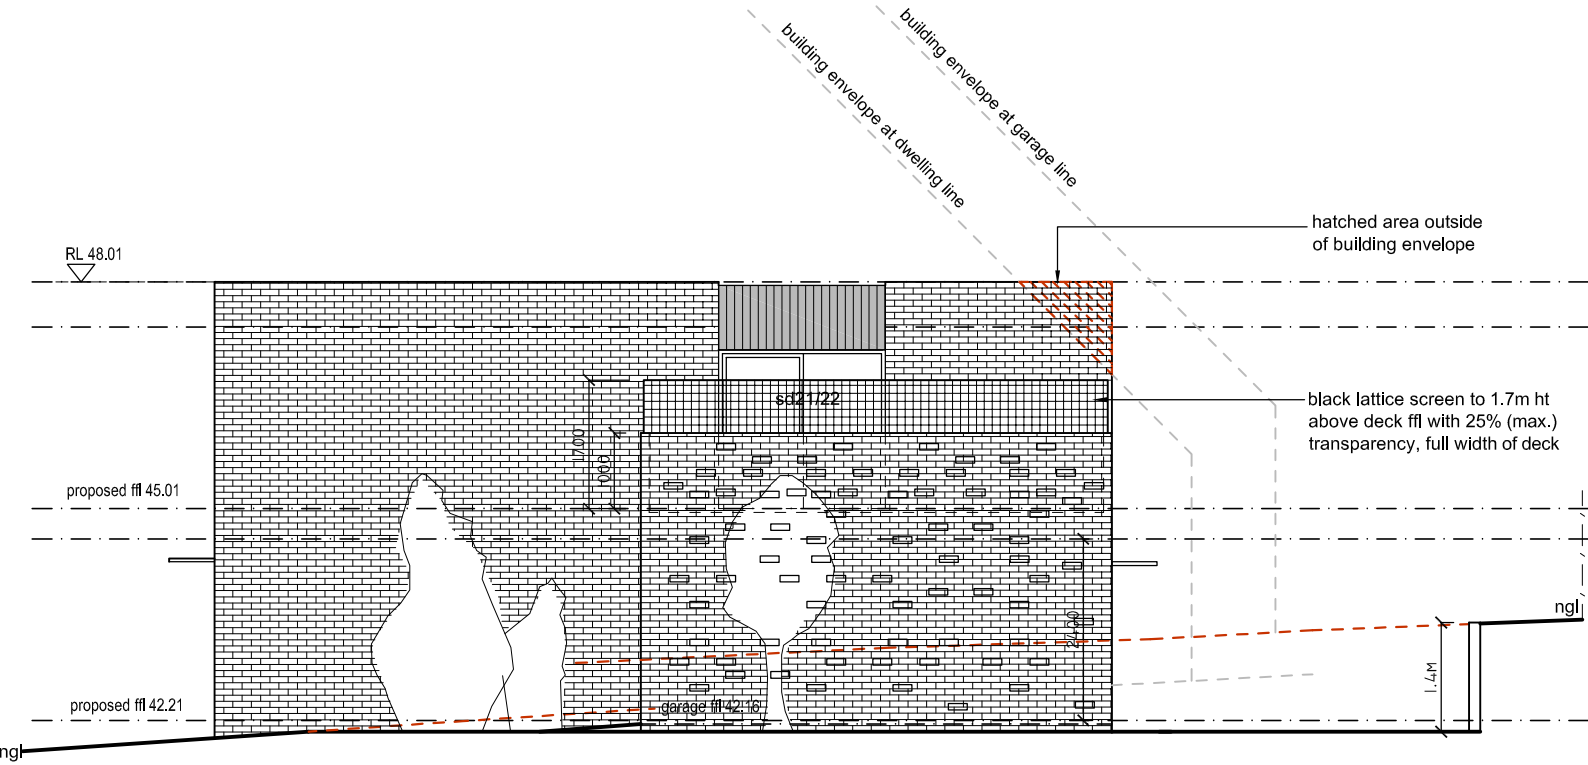 building envelope at dwelling line
building envelope at garage line
hatched area outside
of building envelope
RL 48.01
sd21/22
black lattice screen to 1.7m ht
above deck ffl with 25% (max.)
transparency, full width of deck
1700
1000
proposed ffl 45.01
ngl
2400
1.4M
proposed ffl 42.21
garage ffl 42.16
ngl